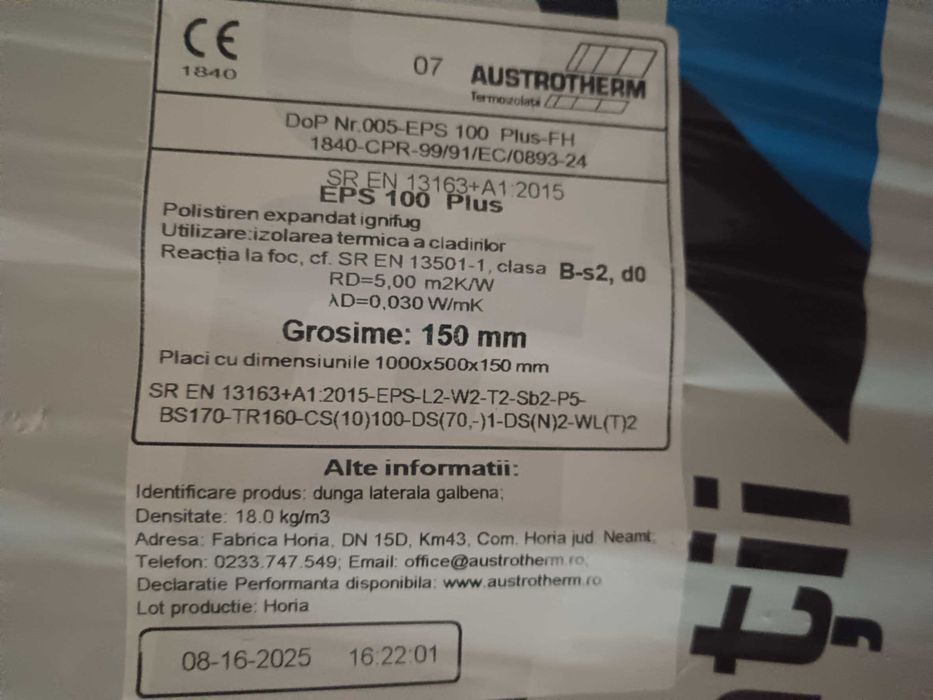 CE
1840
07
AUSTROTHERM
Termoizolații
DoP Nr.005-EPS 100 Plus-FH
1840-CPR-99/91/EC/0893-24
SR EN 13163+A1:2015
EPS 100 Plus
Polistiren expandat ignifug
Utilizare:izolarea termica a cladirilor
Reacția la foc, cf. SR EN 13501-1, clasa B-s2, d0
RD=5,00 m2K/W
λD=0,030 W/mK
Grosime: 150 mm
Placi cu dimensiunile 1000x500x150 mm
SR EN 13163+A1:2015-EPS-L2-W2-T2-Sb2-P5-
BS170-TR160-CS(10)100-DS(70,-)1-DS(N)2-WL(T)2
Alte informatii:
Identificare produs: dunga laterala galbena;
Densitate: 18.0 kg/m3
Adresa: Fabrica Horia, DN 15D, Km43, Com. Horia jud Neamt;
Telefon: 0233.747.549; Email: office@austrotherm.ro;
Declaratie Performanta disponibila: www.austrotherm.ro
Lot productie: Horia
08-16-2025 16:22:01
ții